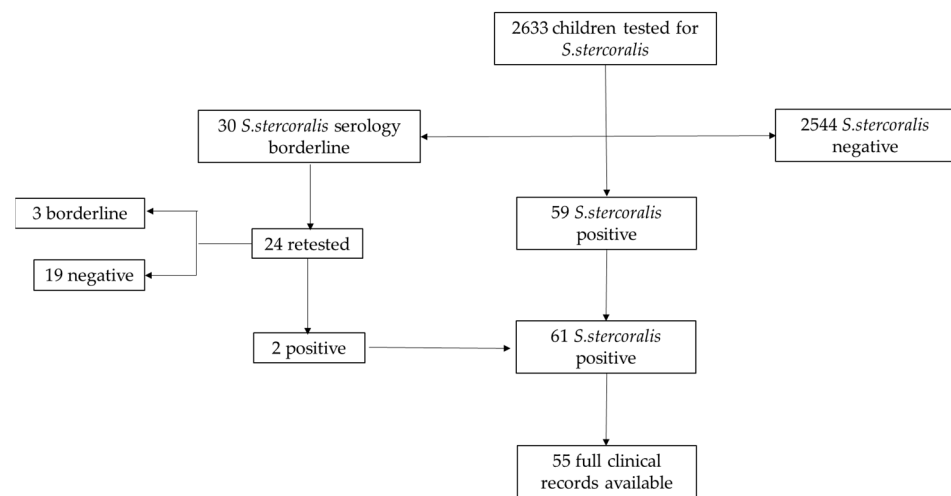 2633 children tested for
S.stercoralis
30 S.stercoralis serology
borderline
2544 S.stercoralis
negative
3 borderline
59 S.stercoralis
positive
24 retested
19 negative
2 positive
61 S.stercoralis
positive
55 full clinical
records available